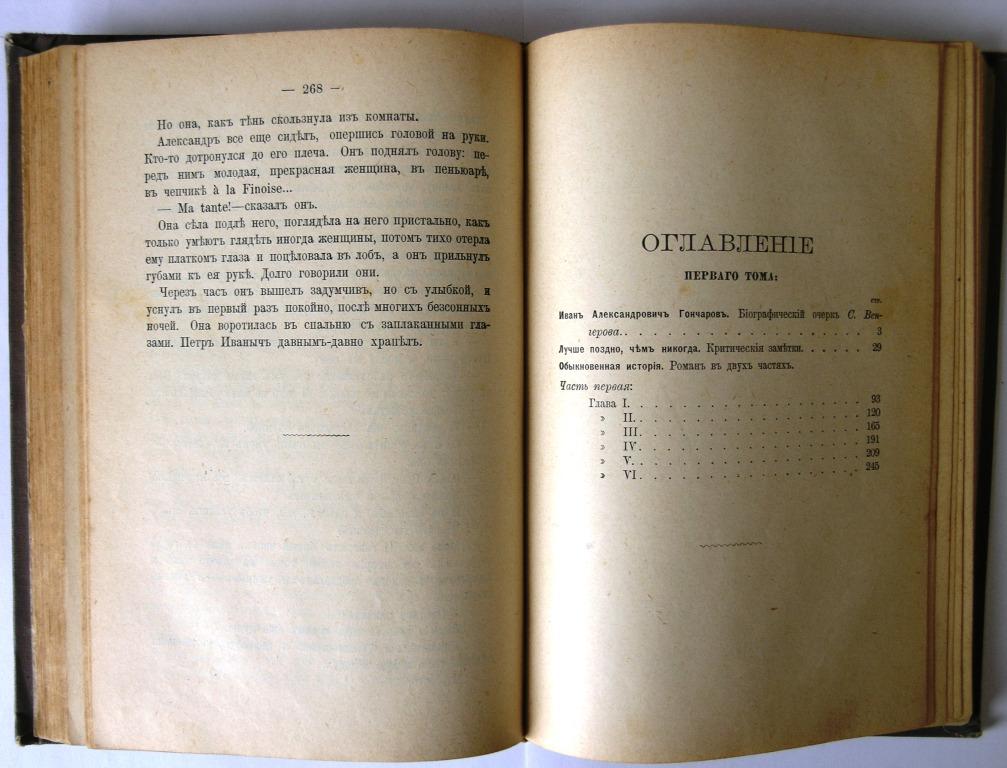 — 268 —
Но она, какъ тѣнь скользнула изъ комнаты.
Александръ все еще сидѣлъ, опершись головой на руки.
Кто-то дотронулся до его плеча. Онъ поднялъ голову: пе-
редъ нимъ молодая, прекрасная женщина, въ пеньюарѣ,
въ чепчикѣ à la Finoise...
— Ma tante!—сказалъ онъ.
Она сѣла подлѣ него, поглядѣла на него пристально, какъ
только умѣютъ глядѣть иногда женщины, потомъ тихо отерла
ему платкомъ глаза и поцѣловала въ лобъ, а онъ прильнулъ
губами къ ея рукѣ. Долго говорили они.
Черезъ часъ онъ вышелъ задумчивъ, но съ улыбкой, и
уснулъ въ первый разъ покойно, послѣ многихъ безсонныхъ
ночей. Она воротилась въ спальню съ заплаканными гла-
зами. Петръ Иванычъ давнымъ-давно храпѣлъ.
ОГЛАВЛЕНІЕ
ПЕРВАГО ТОМА:
стр.
Иванъ Александровичъ Гончаровъ. Біографическій очеркъ С. Вен-
герова. . . . . . . . . . . . . . . . . . 3
Лучше поздно, чѣмъ никогда. Критическія замѣтки. . . . . . 29
Обыкновенная исторія. Романъ въ двухъ частяхъ.
Часть первая:
Глава I. . . . . . . . . . . . . . . . . 93
» II. . . . . . . . . . . . . . . . . 120
» III. . . . . . . . . . . . . . . . . 165
» IV. . . . . . . . . . . . . . . . . 191
» V. . . . . . . . . . . . . . . . . 209
» VI. . . . . . . . . . . . . . . . . 245